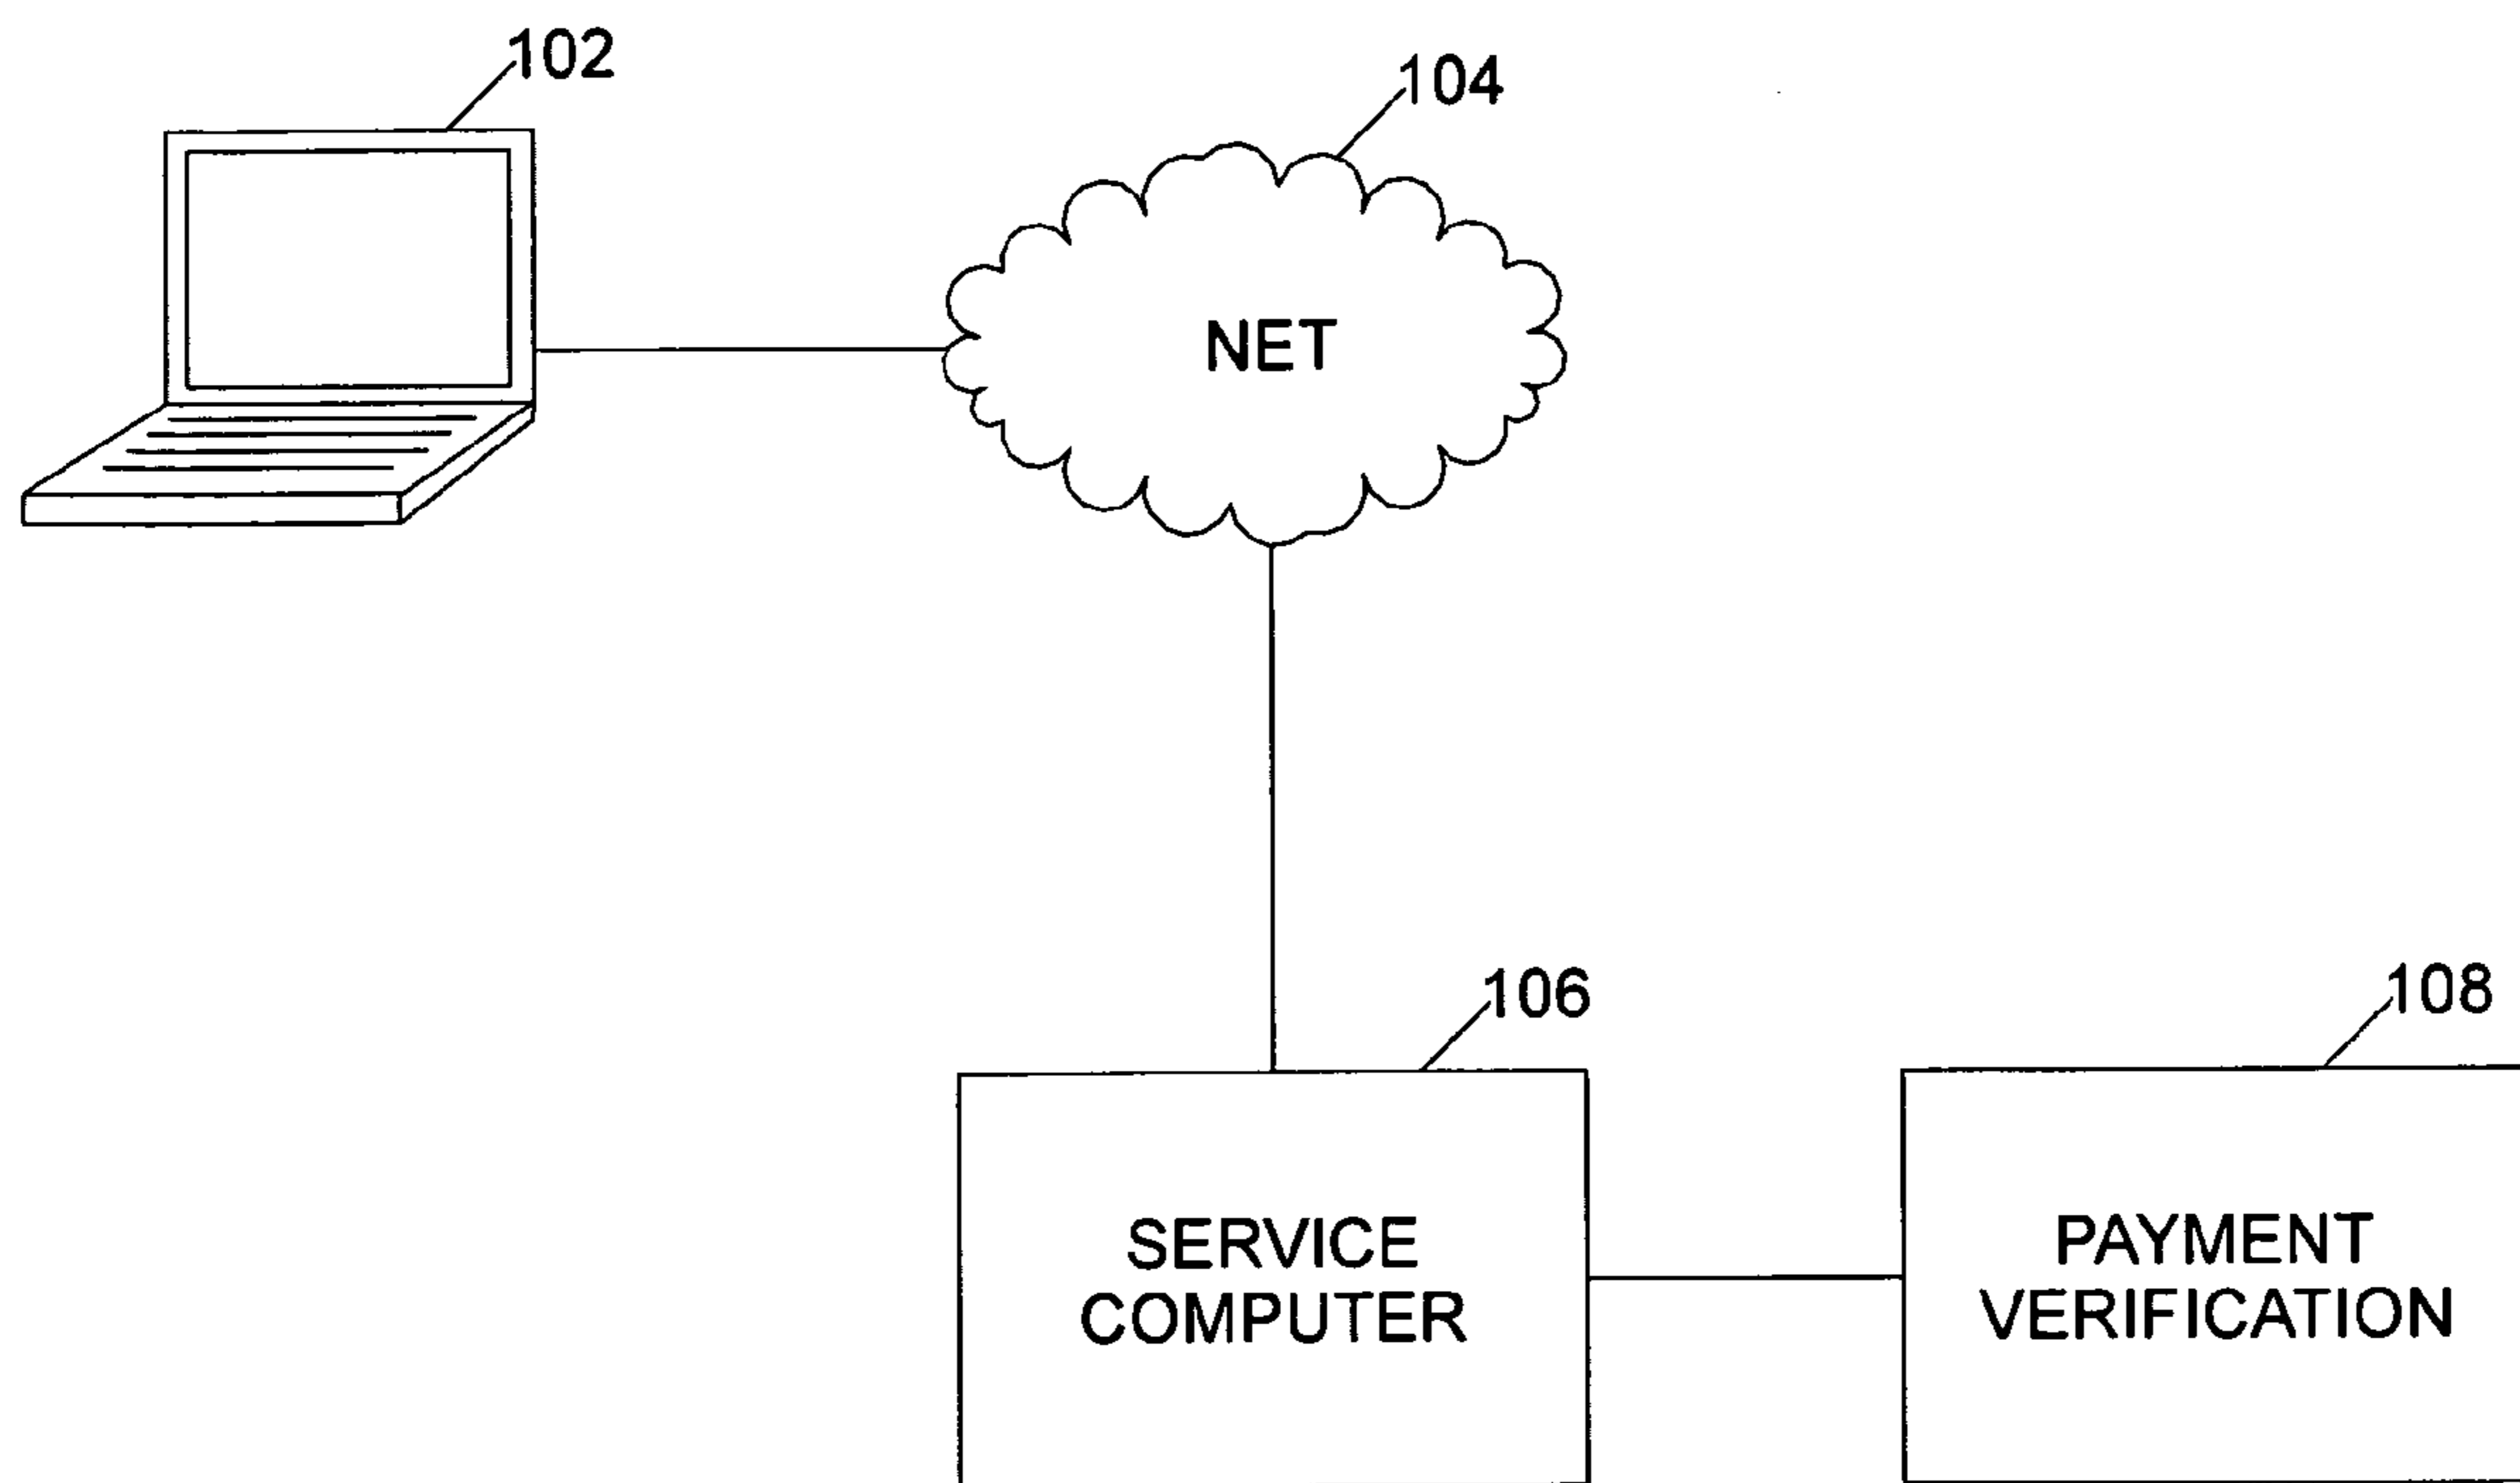 102
104
NET
106
108
SERVICE
COMPUTER
PAYMENT
VERIFICATION